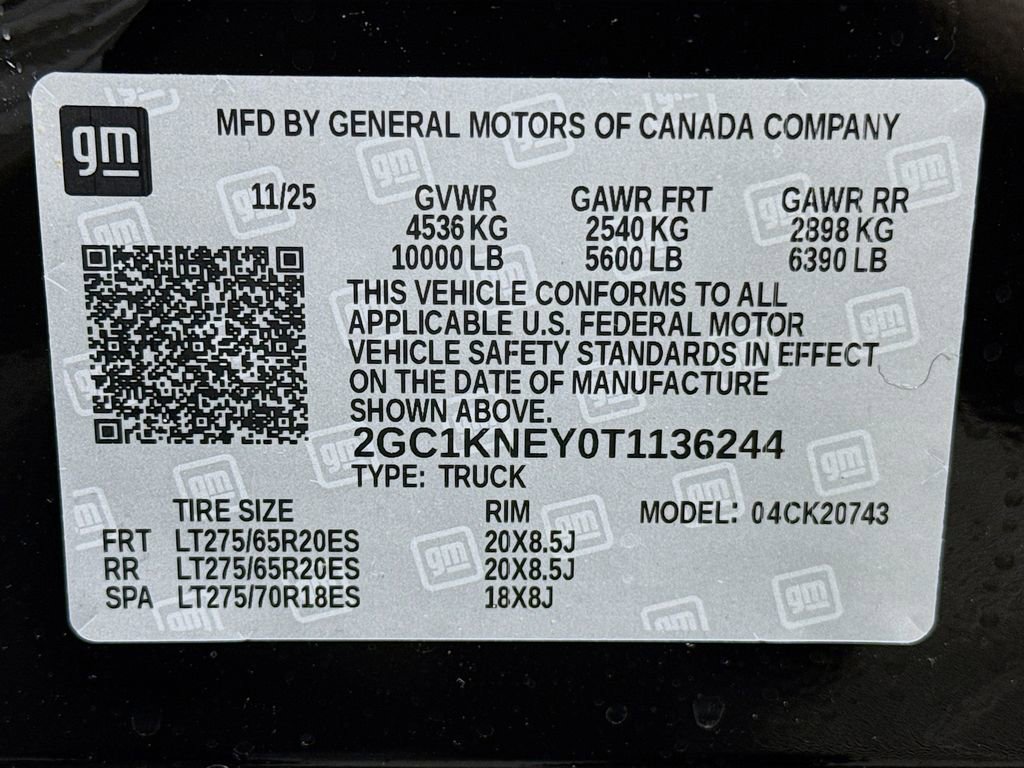 gm
MFD BY GENERAL MOTORS OF CANADA COMPANY
11/25 GVWR GAWR FRT GAWR RR
4536 KG 2540 KG 2898 KG
10000 LB 5600 LB 6390 LB
THIS VEHICLE CONFORMS TO ALL
APPLICABLE U.S. FEDERAL MOTOR
VEHICLE SAFETY STANDARDS IN EFFECT
ON THE DATE OF MANUFACTURE
SHOWN ABOVE.
2GC1KNEY0T1136244
TYPE: TRUCK
TIRE SIZE RIM MODEL: 04CK20743
FRT LT275/65R20ES 20X8.5J
RR LT275/65R20ES 20X8.5J
SPA LT275/70R18ES 18X8J